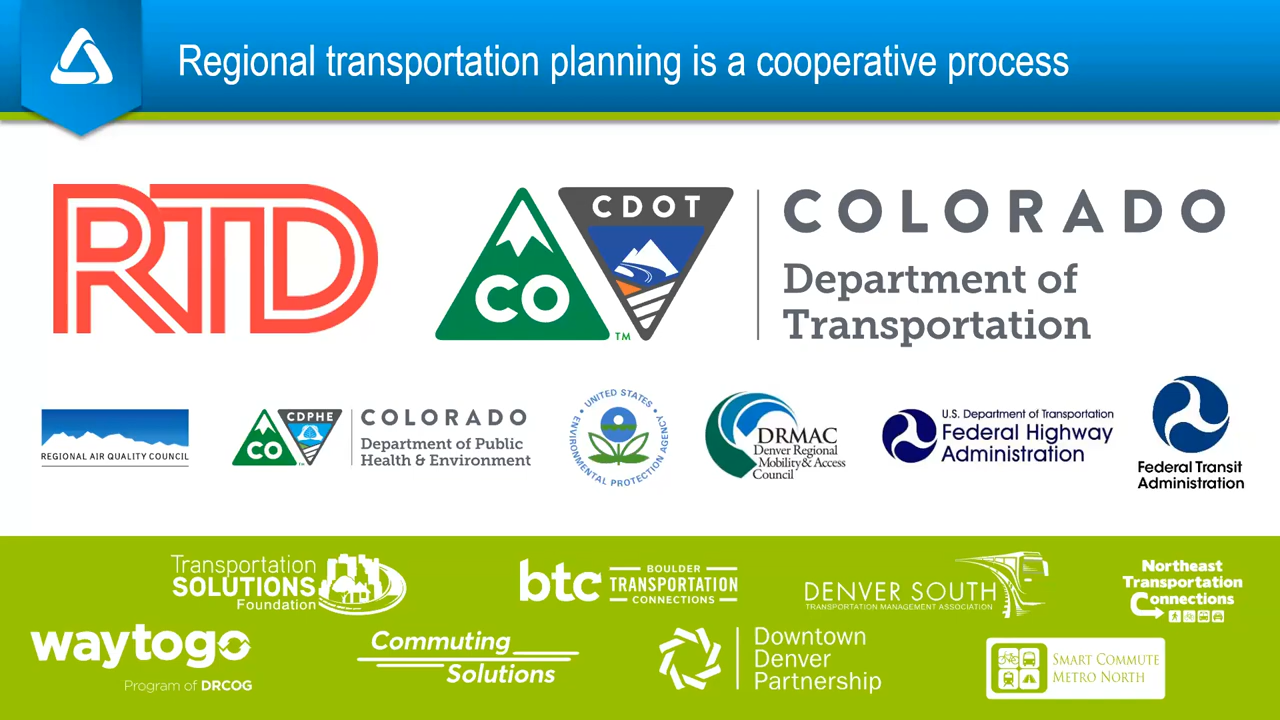 Regional transportation planning is a cooperative process
RTD
CO
TM
CDOT
COLORADO
Department of
Transportation
REGIONAL AIR QUALITY COUNCIL
CO
CDPHE
COLORADO
Department of Public
Health & Environment
UNITED STATES
ENVIRONMENTAL PROTECTION AGENCY
DRMAC
Denver Regional
Mobility & Access
Council
U.S. Department of Transportation
Federal Highway
Administration
Federal Transit
Administration
Transportation
SOLUTIONS
Foundation
btc
BOULDER
TRANSPORTATION
CONNECTIONS
DENVER SOUTH
TRANSPORTATION MANAGEMENT ASSOCIATION
Northeast
Transportation
Connections
waytogo
Program of DRCOG
Commuting
Solutions
Downtown
Denver
Partnership
SMART COMMUTE
METRO NORTH